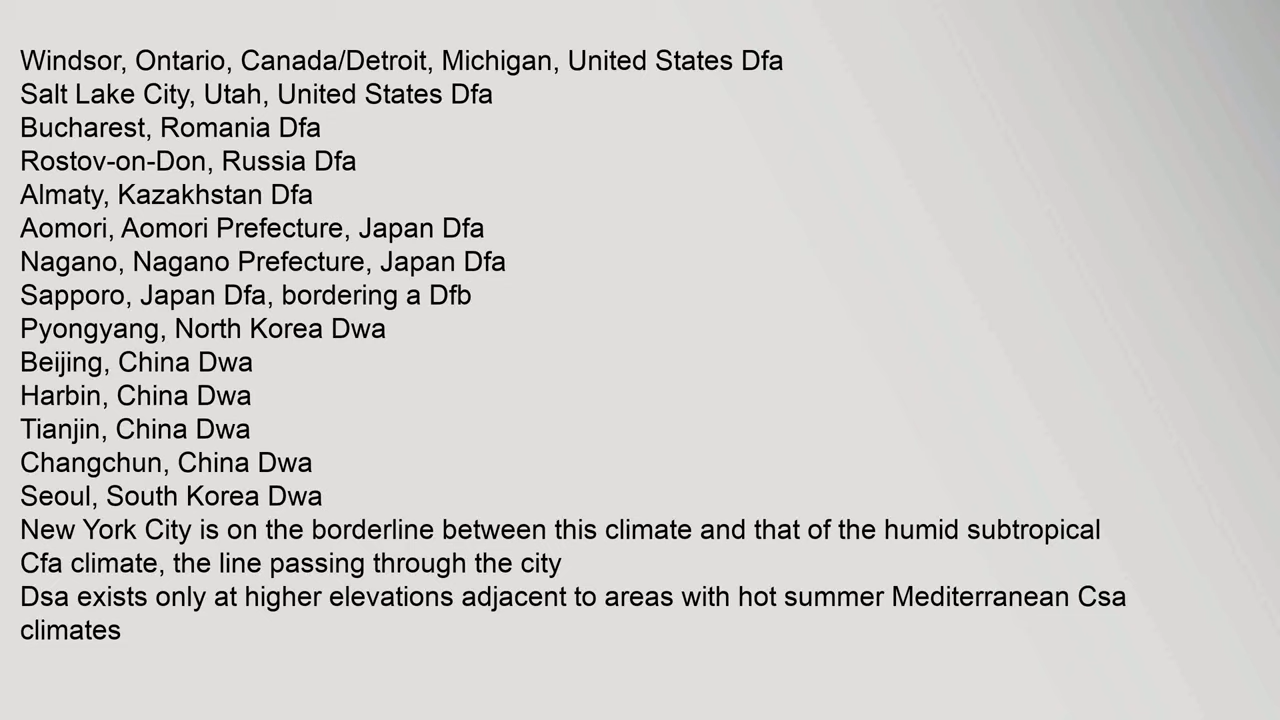 Windsor, Ontario, Canada/Detroit, Michigan, United States Dfa
Salt Lake City, Utah, United States Dfa
Bucharest, Romania Dfa
Rostov-on-Don, Russia Dfa
Almaty, Kazakhstan Dfa
Aomori, Aomori Prefecture, Japan Dfa
Nagano, Nagano Prefecture, Japan Dfa
Sapporo, Japan Dfa, bordering a Dfb
Pyongyang, North Korea Dwa
Beijing, China Dwa
Harbin, China Dwa
Tianjin, China Dwa
Changchun, China Dwa
Seoul, South Korea Dwa
New York City is on the borderline between this climate and that of the humid subtropical
Cfa climate, the line passing through the city
Dsa exists only at higher elevations adjacent to areas with hot summer Mediterranean Csa
climates